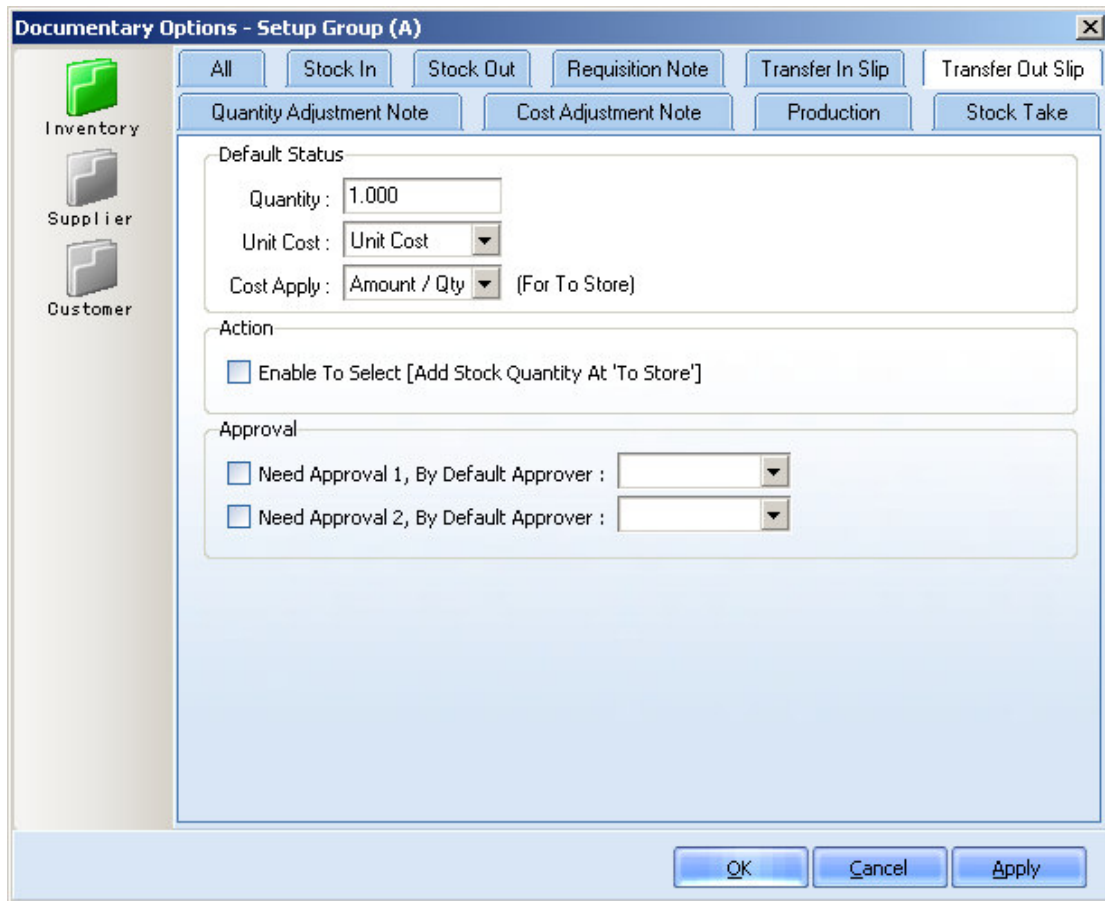 Documentary Options - Setup Group (A)
Inventory
Supplier
Customer
All
Stock In
Stock Out
Requisition Note
Transfer In Slip
Transfer Out Slip
Quantity Adjustment Note
Cost Adjustment Note
Production
Stock Take
Default Status
Quantity : 1.000
Unit Cost : Unit Cost
Cost Apply : Amount / Qty (For To Store)
Action
Enable To Select [Add Stock Quantity At 'To Store']
Approval
Need Approval 1, By Default Approver :
Need Approval 2, By Default Approver :
OK
Cancel
Apply